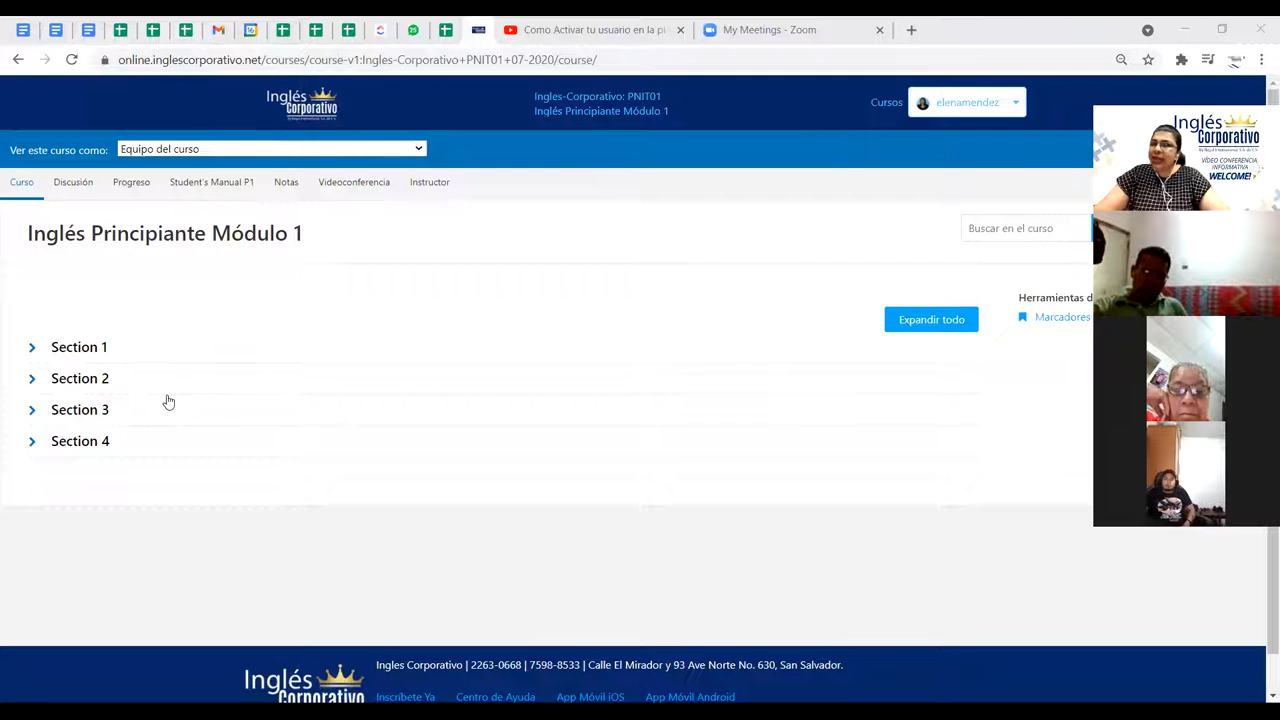 Como Activar tu usuario en la pl
My Meetings - Zoom
online.inglescorporativo.net/courses/course-v1:Ingles-Corporativo+PNIT01+07-2020/course/
Inglés
Corporativo
Ingles-Corporativo: PNIT01
Inglés Principiante Módulo 1
Cursos
elenamendez
Ver este curso como:
Equipo del curso
Curso
Discusión
Progreso
Student's Manual P1
Notas
Videoconferencia
Instructor
Inglés
Corporativo
VÍDEO CONFERENCIA
INFORMATIVA
WELCOME!
Inglés Principiante Módulo 1
Buscar en el curso
Herramientas d
Expandir todo
Marcadores
Section 1
Section 2
Section 3
Section 4
Inglés
Corporativo
Ingles Corporativo | 2263-0668 | 7598-8533 | Calle El Mirador y 93 Ave Norte No. 630, San Salvador.
Inscríbete Ya
Centro de Ayuda
App Móvil iOS
App Móvil Android